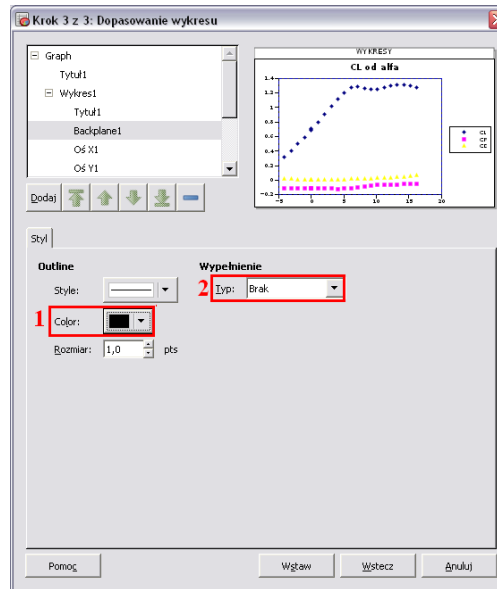 Krok 3 z 3: Dopasowanie wykresu
Graph
Tytuł1
Wykres1
Tytuł1
Backplane1
Oś X1
Oś Y1
Dodaj
WYKRESY
CL od alfa
1.4
1.2
1
0.8
0.6
0.4
0.2
0
-0.2
-5 0 5 10 15 20
CL
Styl
Outline
Style:
1 Color:
Rozmiar: 1,0 pts
Wypełnienie
2 Typ: Brak
Pomoc
Wstaw
Wstecz
Anuluj